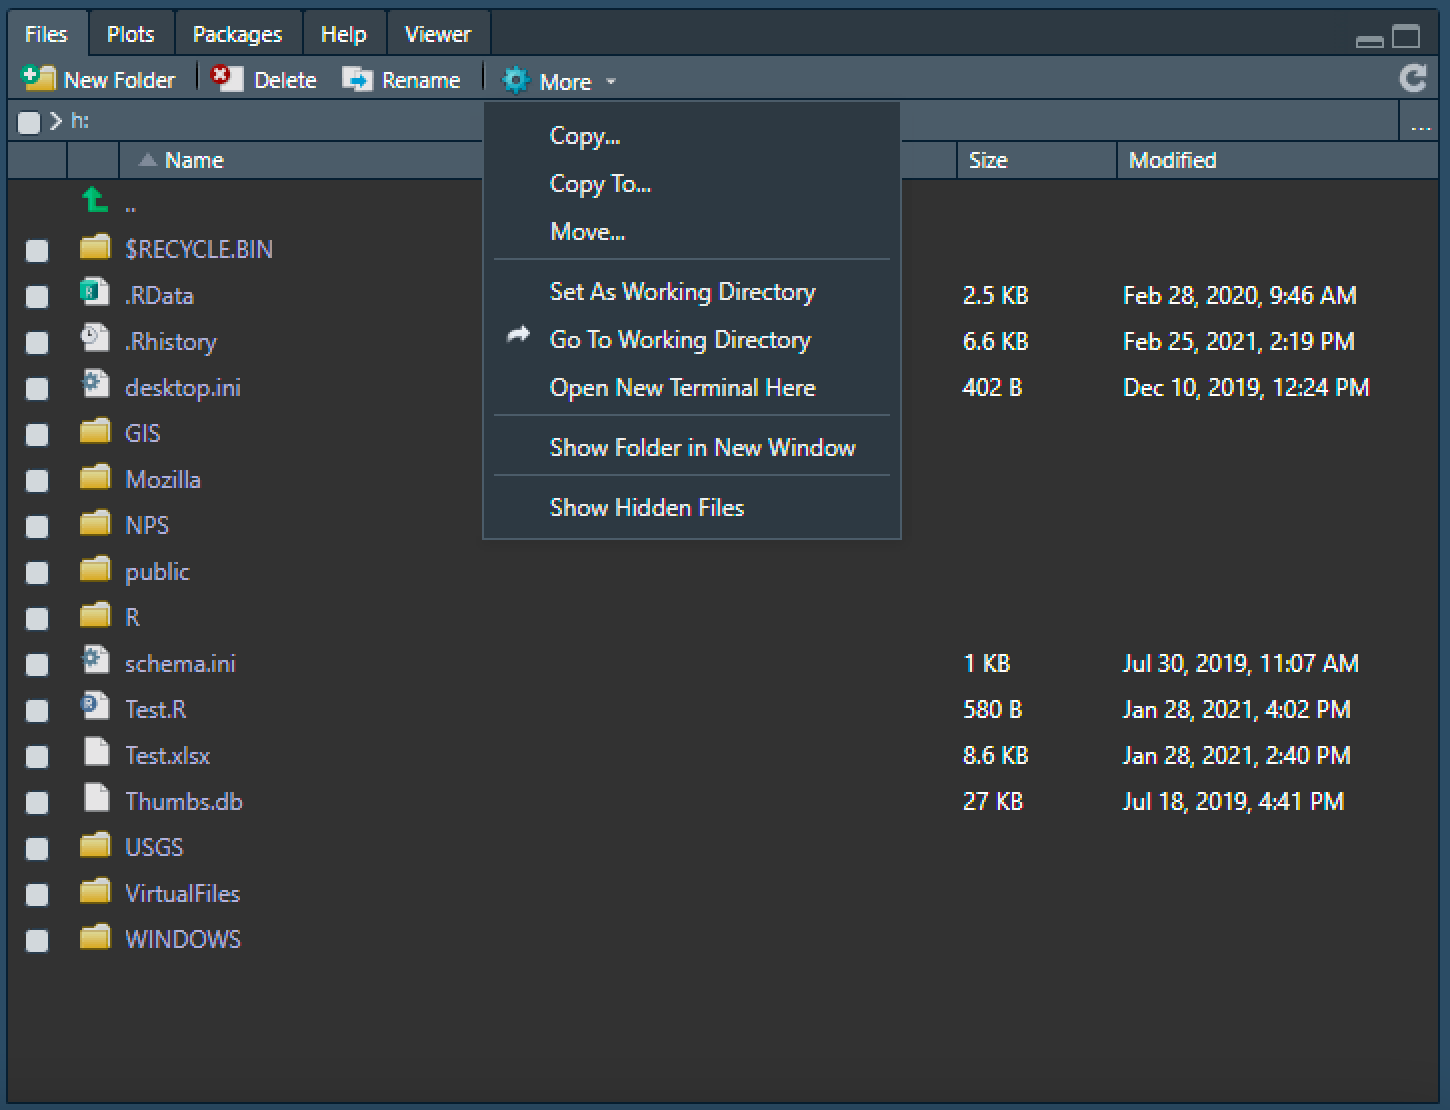 Files Plots Packages Help Viewer
New Folder Delete Rename More
h: ...
Name Size Modified
Copy...
Copy To...
Move...
Set As Working Directory
Go To Working Directory
Open New Terminal Here
Show Folder in New Window
Show Hidden Files
..
$RECYCLE.BIN
.RData 2.5 KB Feb 28, 2020, 9:46 AM
.Rhistory 6.6 KB Feb 25, 2021, 2:19 PM
desktop.ini 402 B Dec 10, 2019, 12:24 PM
GIS
Mozilla
NPS
public
R
schema.ini 1 KB Jul 30, 2019, 11:07 AM
Test.R 580 B Jan 28, 2021, 4:02 PM
Test.xlsx 8.6 KB Jan 28, 2021, 2:40 PM
Thumbs.db 27 KB Jul 18, 2019, 4:41 PM
USGS
VirtualFiles
WINDOWS